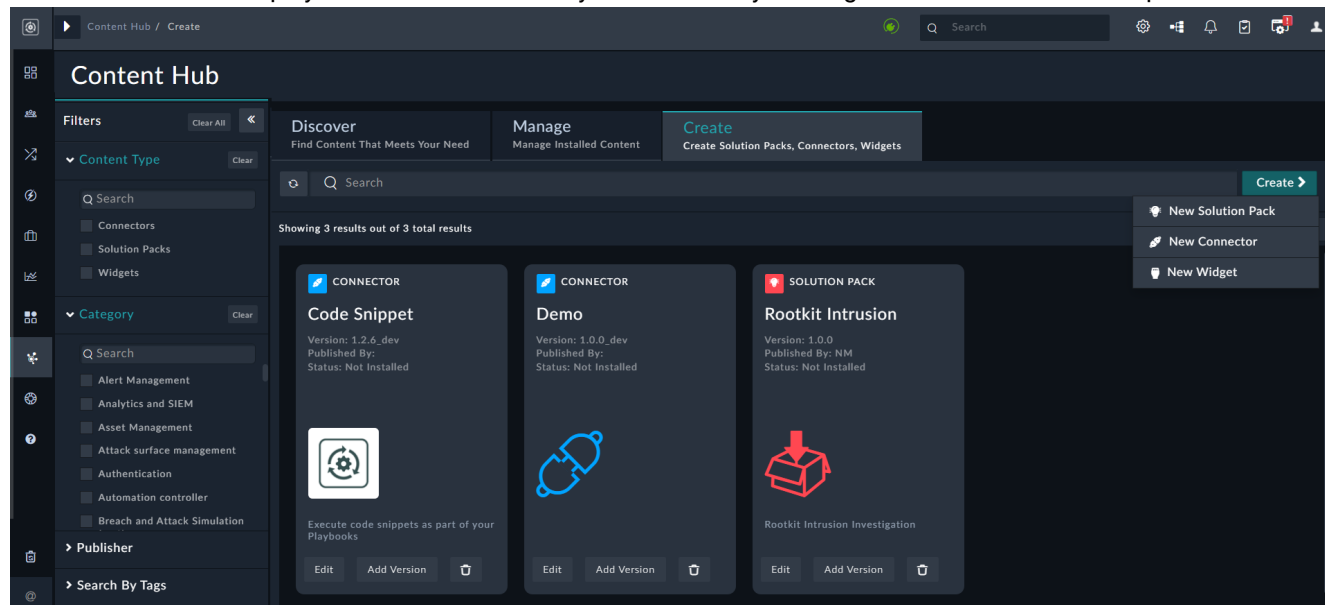 Content Hub / Create
Search
Content Hub
Filters
Clear All
Content Type
Clear
Search
Connectors
Solution Packs
Widgets
Category
Clear
Search
Alert Management
Analytics and SIEM
Asset Management
Attack surface management
Authentication
Automation controller
Breach and Attack Simulation
Publisher
Search By Tags
@
Discover
Find Content That Meets Your Need
Manage
Manage Installed Content
Create
Create Solution Packs, Connectors, Widgets
Search
Create
New Solution Pack
New Connector
New Widget
Showing 3 results out of 3 total results
CONNECTOR
Code Snippet
Version: 1.2.6_dev
Published By:
Status: Not Installed
Execute code snippets as part of your
Playbooks
Edit Add Version
CONNECTOR
Demo
Version: 1.0.0_dev
Published By:
Status: Not Installed
Edit Add Version
SOLUTION PACK
Rootkit Intrusion
Version: 1.0.0
Published By: NM
Status: Not Installed
Rootkit Intrusion Investigation
Edit Add Version